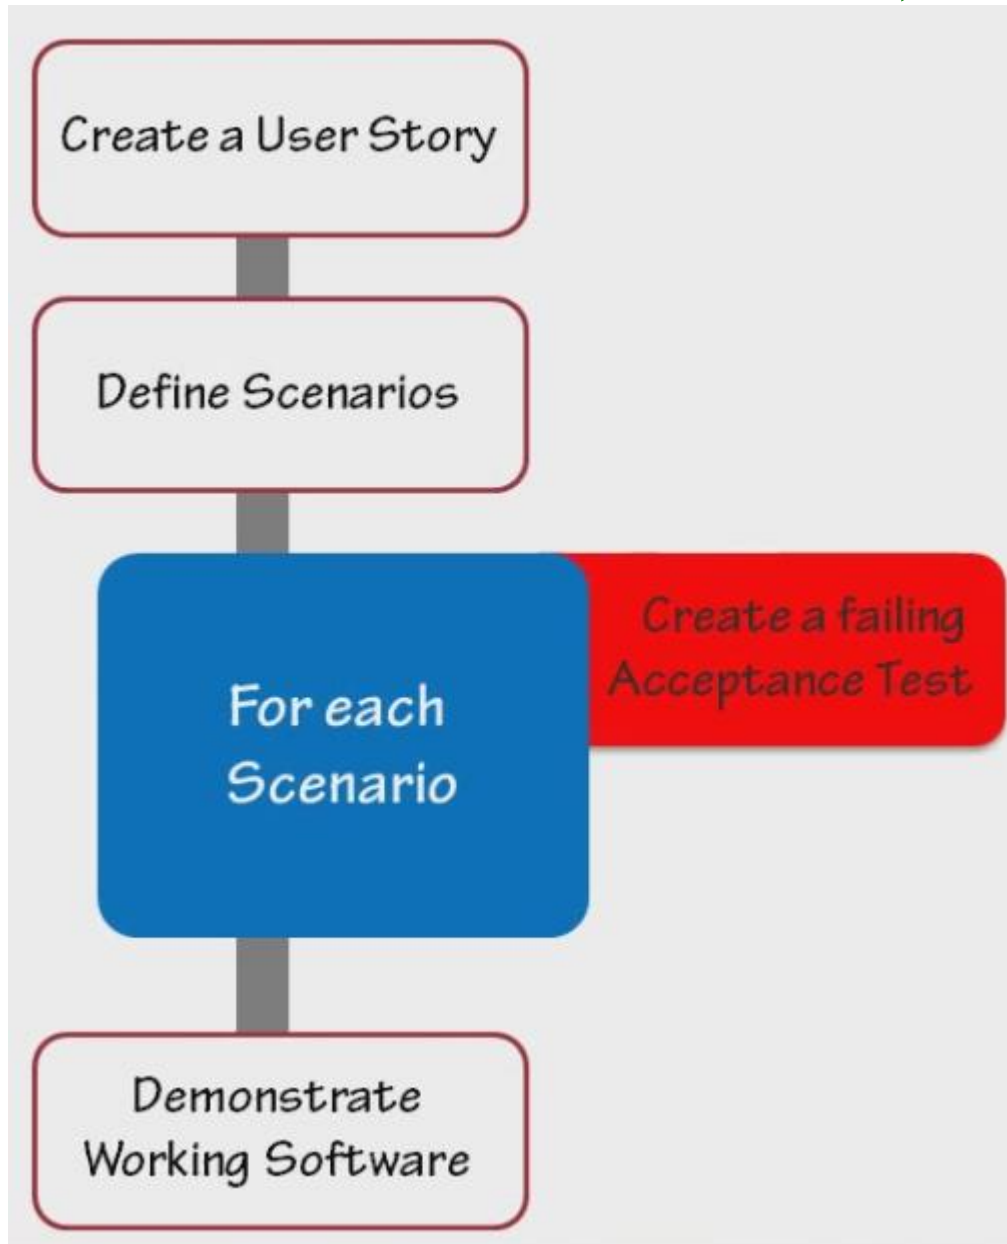 Create a User Story
Define Scenarios
For each
Scenario
Create a failing
Acceptance Test
Demonstrate
Working Software